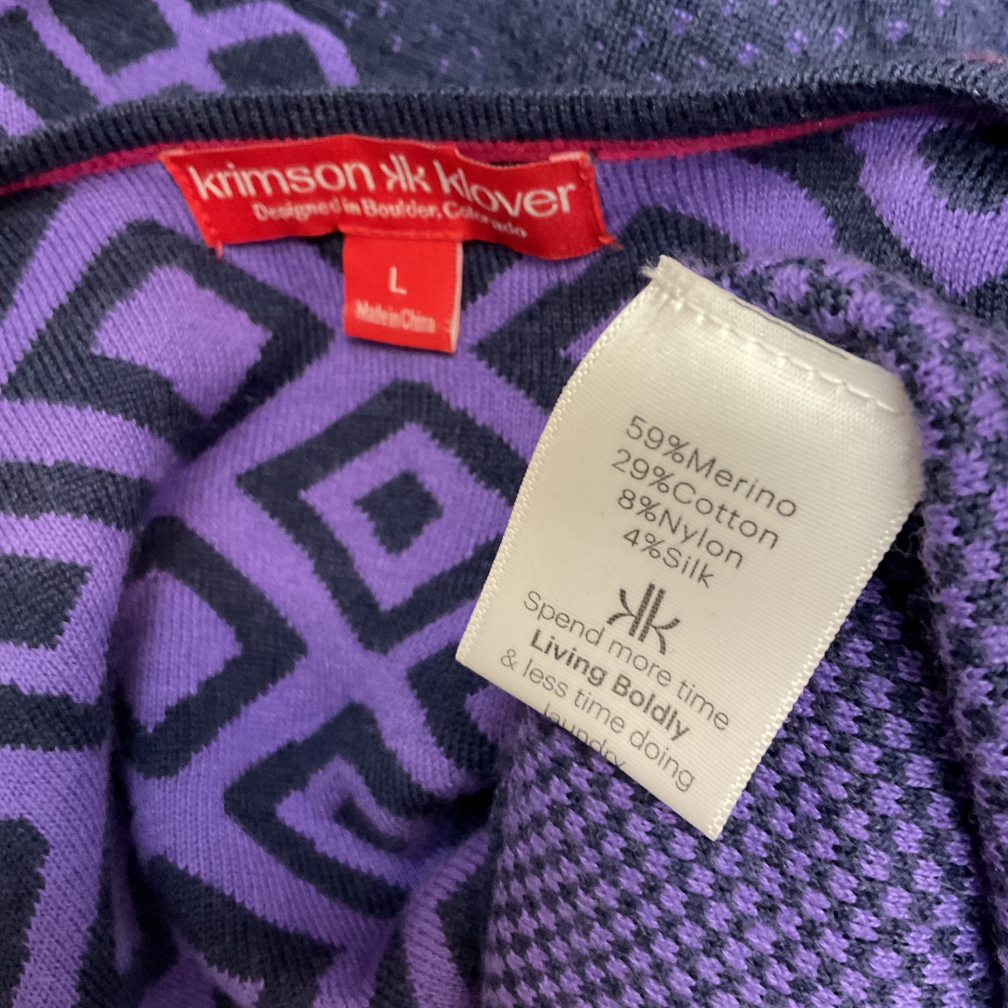 krimson kk klover
Designed in Boulder, Colorado
L
Made in China
59%Merino
29%Cotton
8%Nylon
4%Silk
Spend more time
Living Boldly
& less time doing
laundry